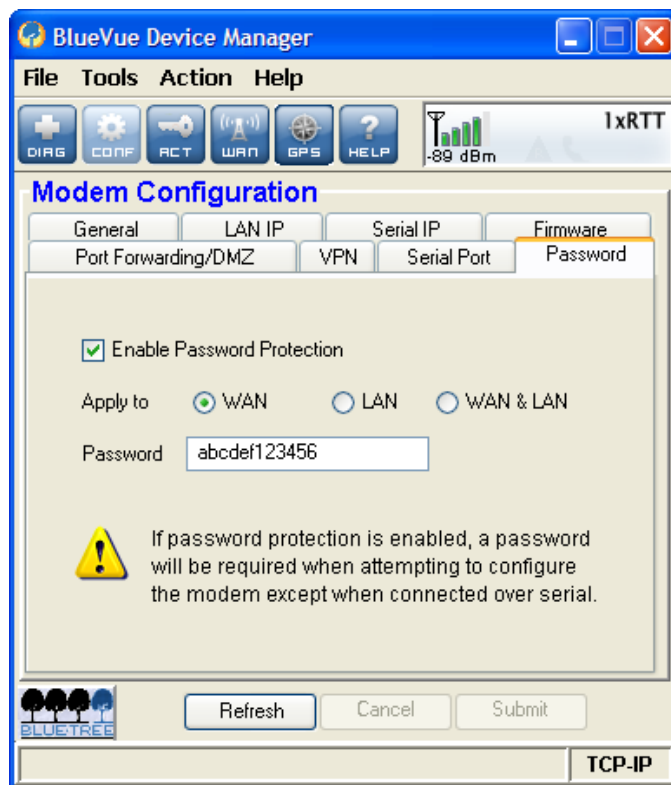 BlueVue Device Manager
File Tools Action Help
DIAG CONF ACT WAN GPS HELP
-89 dBm
1xRTT
Modem Configuration
General LAN IP Serial IP Firmware
Port Forwarding/DMZ VPN Serial Port Password
Enable Password Protection
Apply to WAN LAN WAN & LAN
Password abcdef123456
If password protection is enabled, a password
will be required when attempting to configure
the modem except when connected over serial.
BLUE TREE
Refresh Cancel Submit
TCP-IP